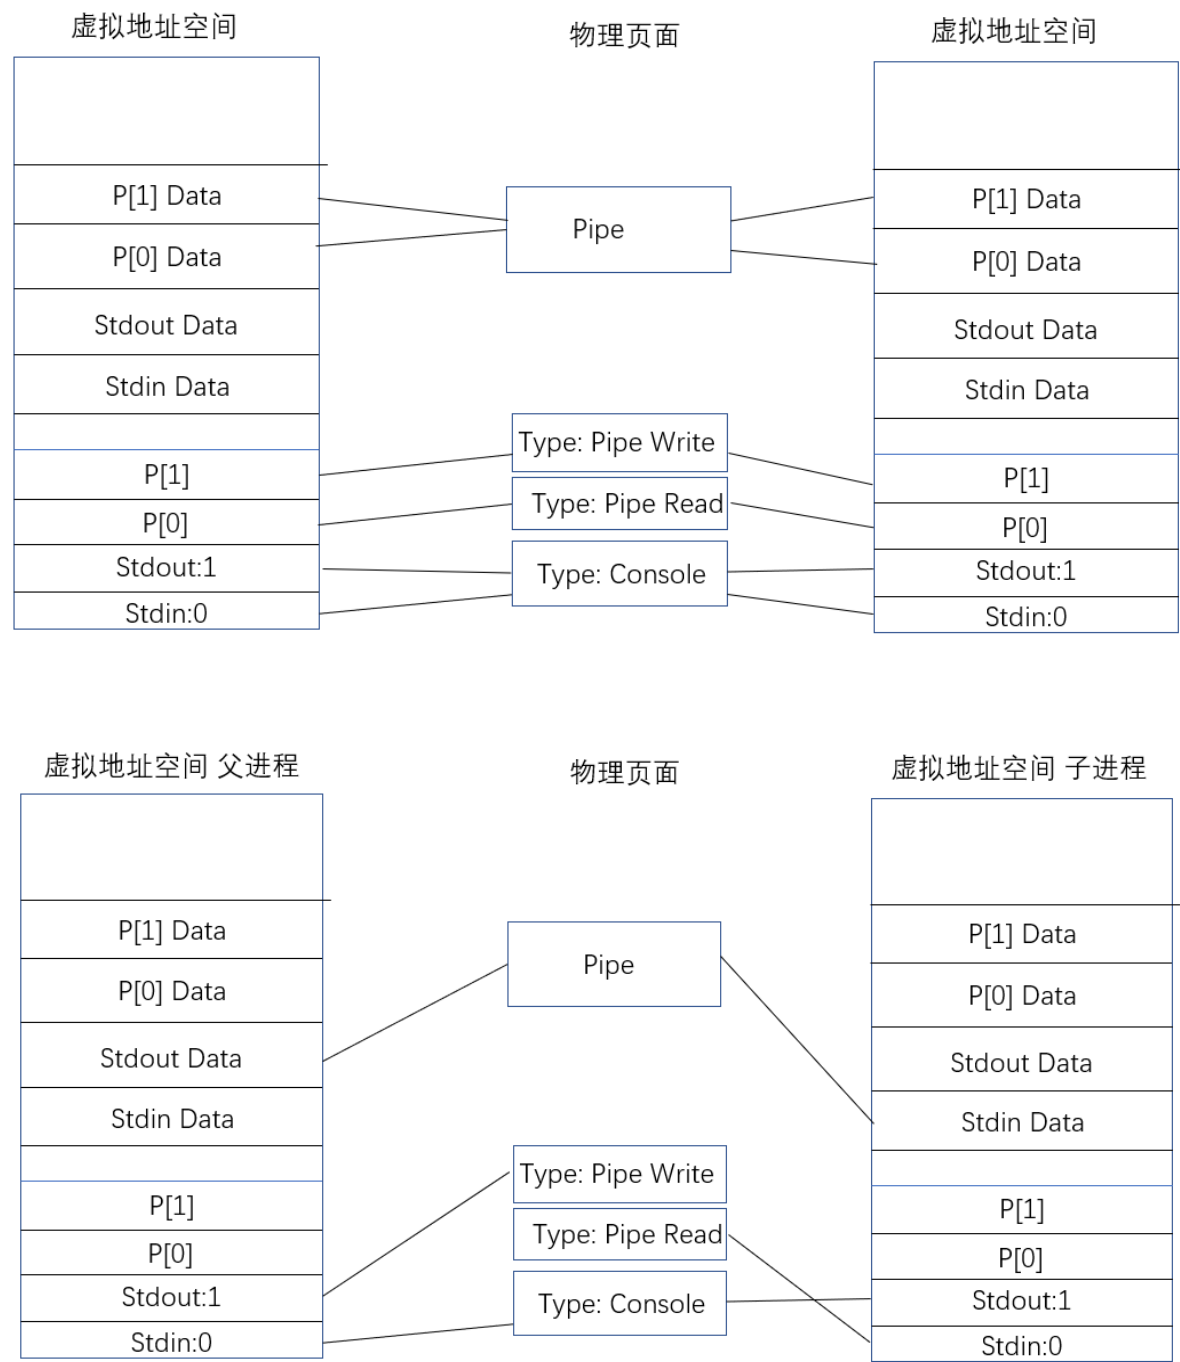 虚拟地址空间
物理页面
虚拟地址空间
P[1] Data
P[0] Data
Stdout Data
Stdin Data
P[1]
P[0]
Stdout:1
Stdin:0
Pipe
Type: Pipe Write
Type: Pipe Read
Type: Console
P[1] Data
P[0] Data
Stdout Data
Stdin Data
P[1]
P[0]
Stdout:1
Stdin:0
虚拟地址空间 父进程
物理页面
虚拟地址空间 子进程
P[1] Data
P[0] Data
Stdout Data
Stdin Data
P[1]
P[0]
Stdout:1
Stdin:0
Pipe
Type: Pipe Write
Type: Pipe Read
Type: Console
P[1] Data
P[0] Data
Stdout Data
Stdin Data
P[1]
P[0]
Stdout:1
Stdin:0